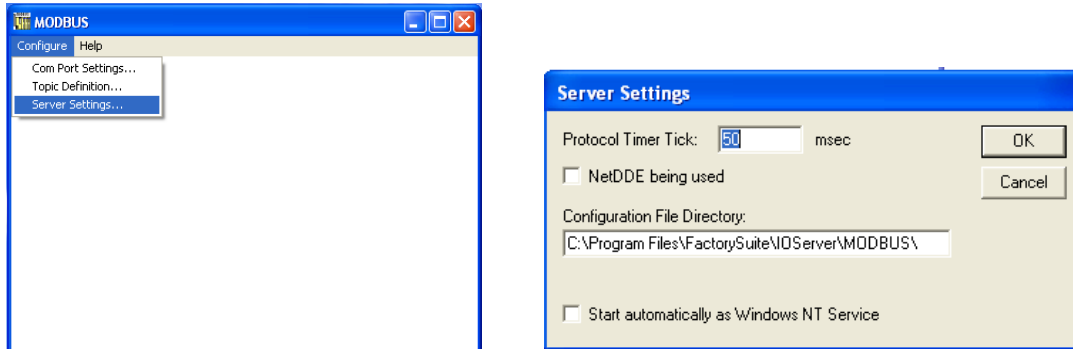 MODBUS
Configure Help
Com Port Settings...
Topic Definition...
Server Settings...
Server Settings
Protocol Timer Tick: 50 msec
OK
NetDDE being used
Cancel
Configuration File Directory:
C:\Program Files\FactorySuite\IOServer\MODBUS\
Start automatically as Windows NT Service